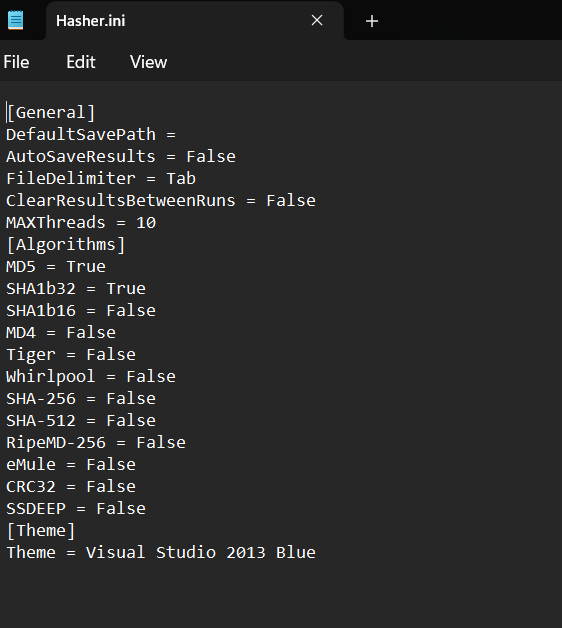 Hasher.ini
File Edit View
[General]
DefaultSavePath =
AutoSaveResults = False
FileDelimiter = Tab
ClearResultsBetweenRuns = False
MAXThreads = 10
[Algorithms]
MD5 = True
SHA1b32 = True
SHA1b16 = False
MD4 = False
Tiger = False
Whirlpool = False
SHA-256 = False
SHA-512 = False
RipeMD-256 = False
eMule = False
CRC32 = False
SSDEEP = False
[Theme]
Theme = Visual Studio 2013 Blue